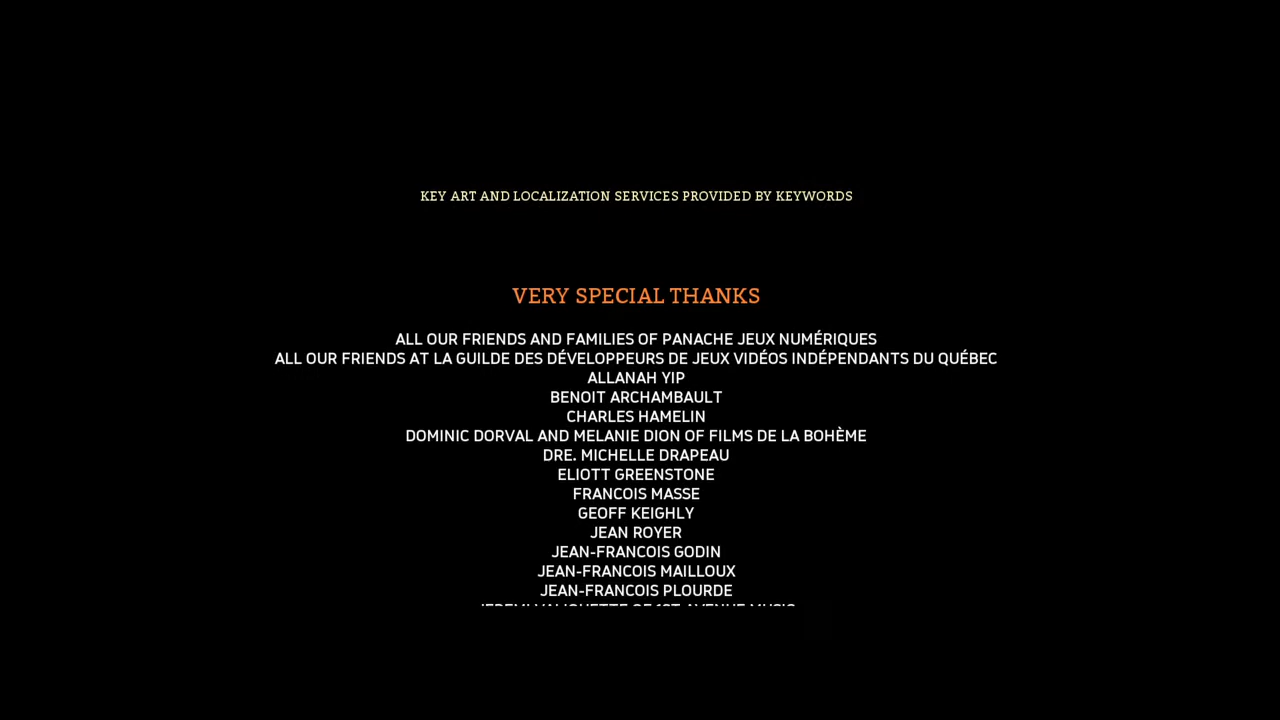 KEY ART AND LOCALIZATION SERVICES PROVIDED BY KEYWORDS
VERY SPECIAL THANKS
ALL OUR FRIENDS AND FAMILIES OF PANACHE JEUX NUMÉRIQUES
ALL OUR FRIENDS AT LA GUILDE DES DÉVELOPPEURS DE JEUX VIDÉOS INDÉPENDANTS DU QUÉBEC
ALLANAH YIP
BENOIT ARCHAMBAULT
CHARLES HAMELIN
DOMINIC DORVAL AND MELANIE DION OF FILMS DE LA BOHÈME
DRE. MICHELLE DRAPEAU
ELIOTT GREENSTONE
FRANCOIS MASSE
GEOFF KEIGHLY
JEAN ROYER
JEAN-FRANCOIS GODIN
JEAN-FRANCOIS MAILLOUX
JEAN-FRANCOIS PLOURDE